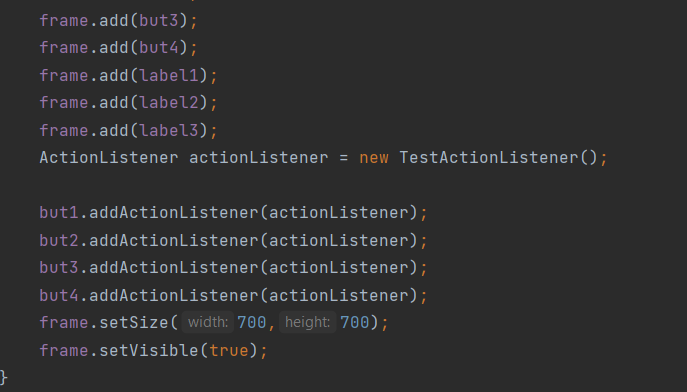 frame.add(but3);
frame.add(but4);
frame.add(label1);
frame.add(label2);
frame.add(label3);
ActionListener actionListener = new TestActionListener();
but1.addActionListener(actionListener);
but2.addActionListener(actionListener);
but3.addActionListener(actionListener);
but4.addActionListener(actionListener);
frame.setSize( width: 700, height: 700);
frame.setVisible(true);
}